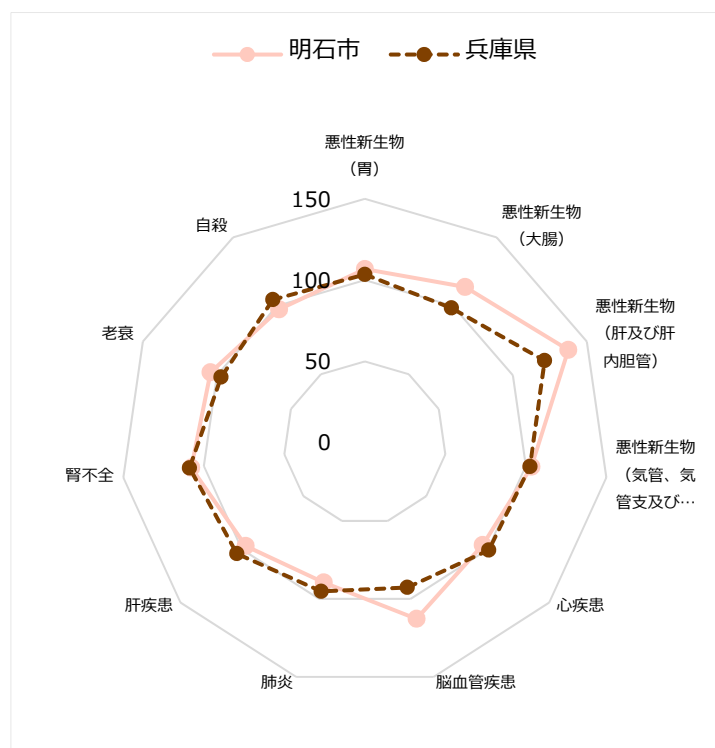 明石市
兵庫県
悪性新生物
（胃）
悪性新生物
（大腸）
悪性新生物
（肝及び肝
内胆管）
悪性新生物
（気管、気
管支及び…
心疾患
脳血管疾患
肺炎
肝疾患
腎不全
老衰
自殺
150
100
50
0